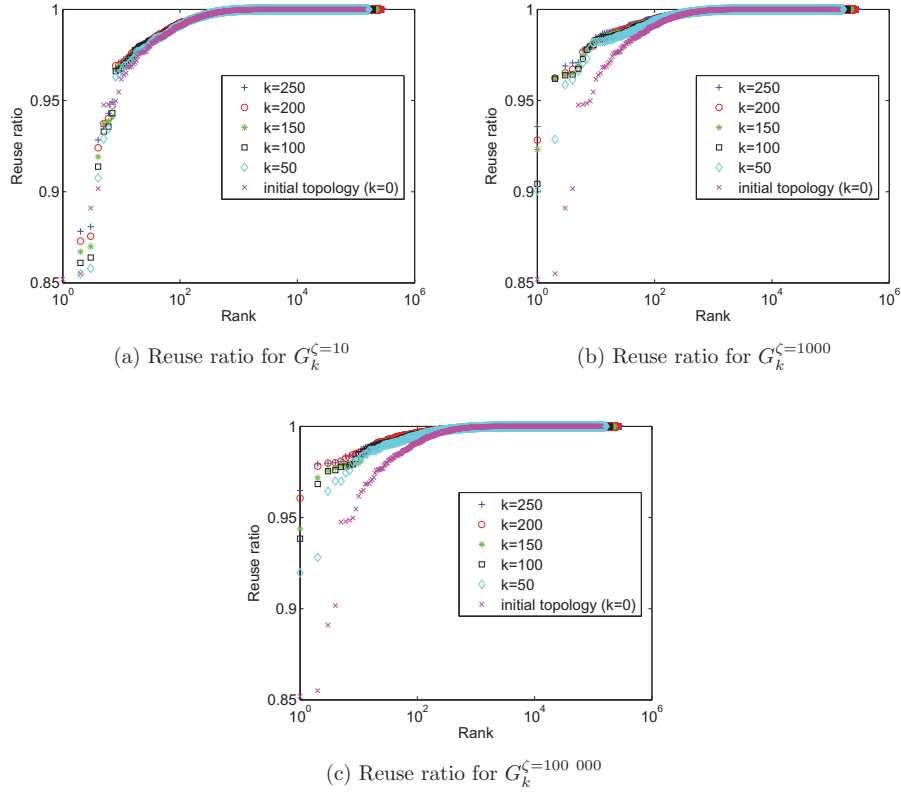 1
0.95
0.9
0.85
Reuse ratio
10^0 10^2 10^4 10^6
Rank
k=250
k=200
k=150
k=100
k=50
initial topology (k=0)
(a) Reuse ratio for G_k^{ζ=10}
1
0.95
0.9
0.85
Reuse ratio
10^0 10^2 10^4 10^6
Rank
k=250
k=200
k=150
k=100
k=50
initial topology (k=0)
(b) Reuse ratio for G_k^{ζ=1000}
1
0.95
0.9
0.85
Reuse ratio
10^0 10^2 10^4 10^6
Rank
k=250
k=200
k=150
k=100
k=50
initial topology (k=0)
(c) Reuse ratio for G_k^{ζ=100 000}